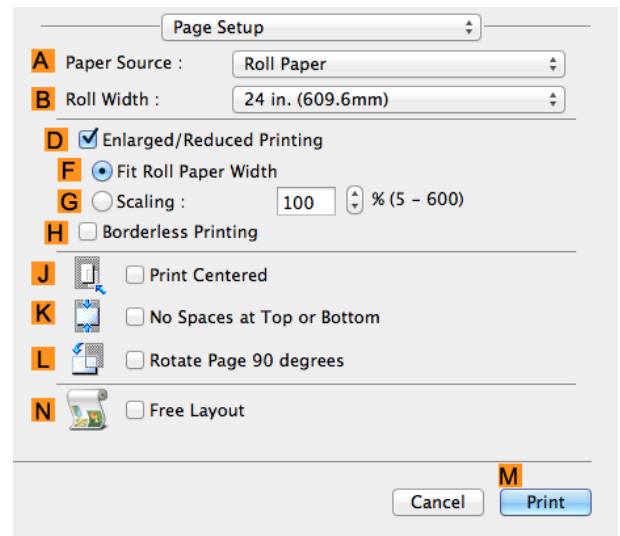 Page Setup
A Paper Source : Roll Paper
B Roll Width : 24 in. (609.6mm)
D Enlarged/Reduced Printing
F Fit Roll Paper Width
G Scaling : 100 % (5 – 600)
H Borderless Printing
J Print Centered
K No Spaces at Top or Bottom
L Rotate Page 90 degrees
N Free Layout
M
Cancel Print